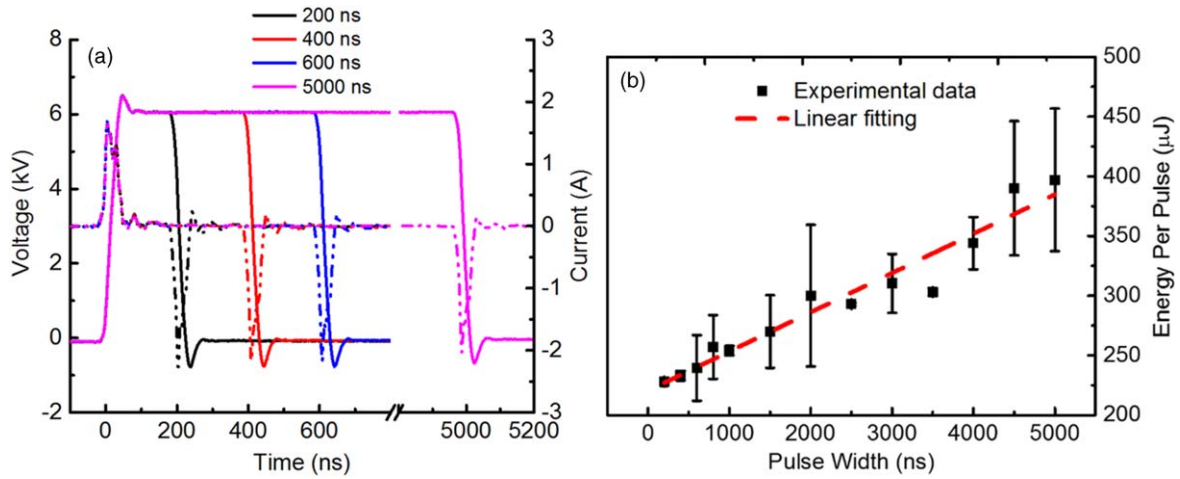 200 ns
400 ns
600 ns
5000 ns
(a)
8
6
4
2
0
-2
Voltage (kV)
3
2
1
0
-1
-2
-3
Current (A)
0 200 400 600 5000 5200
Time (ns)
(b)
Experimental data
Linear fitting
500
450
400
350
300
250
200
Energy Per Pulse (μJ)
0 1000 2000 3000 4000 5000
Pulse Width (ns)